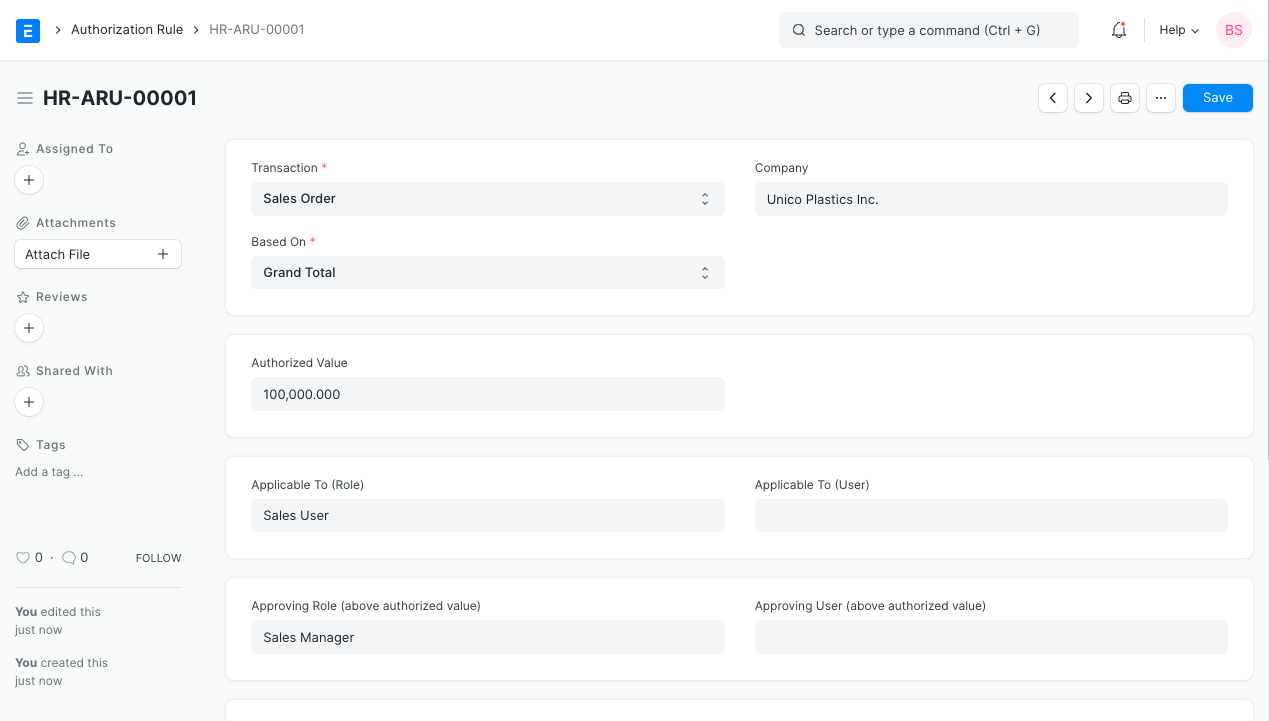 E
Authorization Rule
HR-ARU-00001
Search or type a command (Ctrl + G)
Help
BS
HR-ARU-00001
Save
Assigned To
Attachments
Attach File
Reviews
Shared With
Tags
Add a tag ...
0 · 0 FOLLOW
You edited this
just now
You created this
just now
Transaction *
Sales Order
Company
Unico Plastics Inc.
Based On *
Grand Total
Authorized Value
100,000.000
Applicable To (Role)
Sales User
Applicable To (User)
Approving Role (above authorized value)
Sales Manager
Approving User (above authorized value)